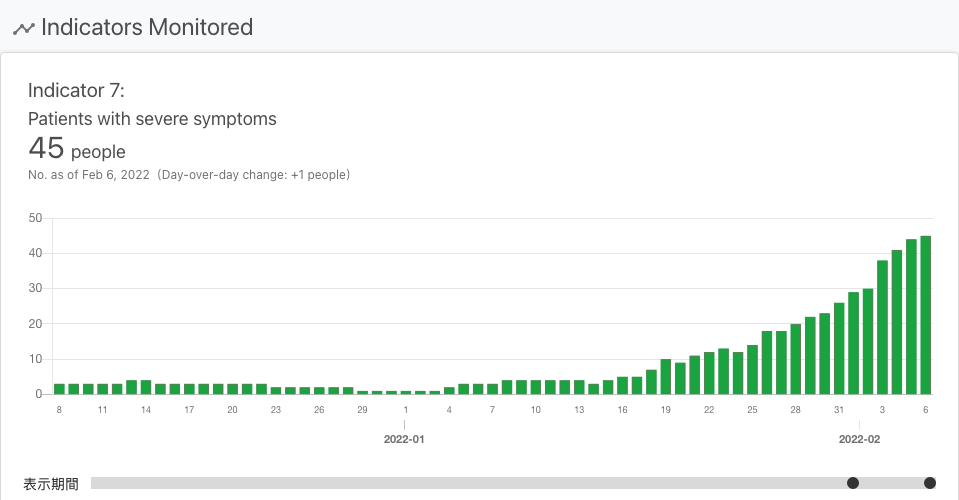 Indicators Monitored
Indicator 7:
Patients with severe symptoms
45 people
No. as of Feb 6, 2022 (Day-over-day change: +1 people)
50
40
30
20
10
0
8 11 14 17 20 23 26 29 1 4 7 10 13 16 19 22 25 28 31 3 6
2022-01 2022-02
表示期間